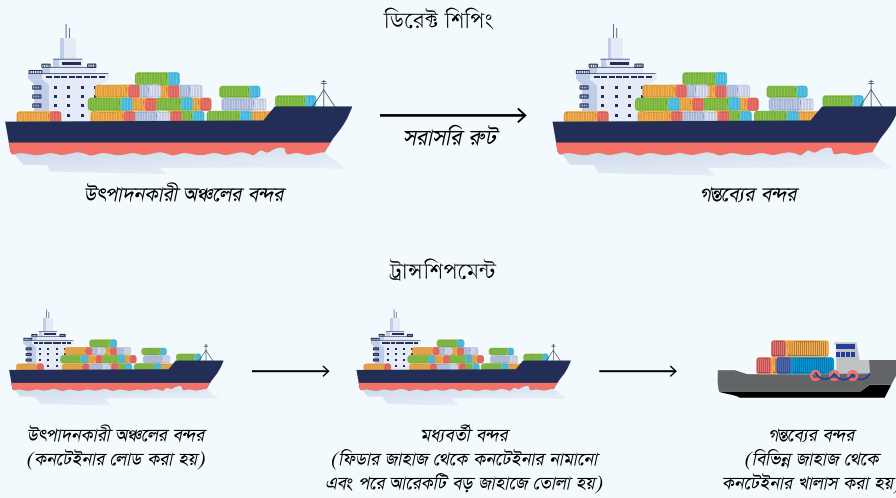 ডিরেক্ট শিপিং
সরাসরি রুট
উৎপাদনকারী অঞ্চলের বন্দর
গন্তব্যের বন্দর
ট্রান্সশিপমেন্ট
উৎপাদনকারী অঞ্চলের বন্দর
(কনটেইনার লোড করা হয়)
মধ্যবর্তী বন্দর
(ফিডার জাহাজ থেকে কনটেইনার নামানো
এবং পরে আরেকটি বড় জাহাজে তোলা হয়)
গন্তব্যের বন্দর
(বিভিন্ন জাহাজ থেকে
কনটেইনার খালাস করা হয়